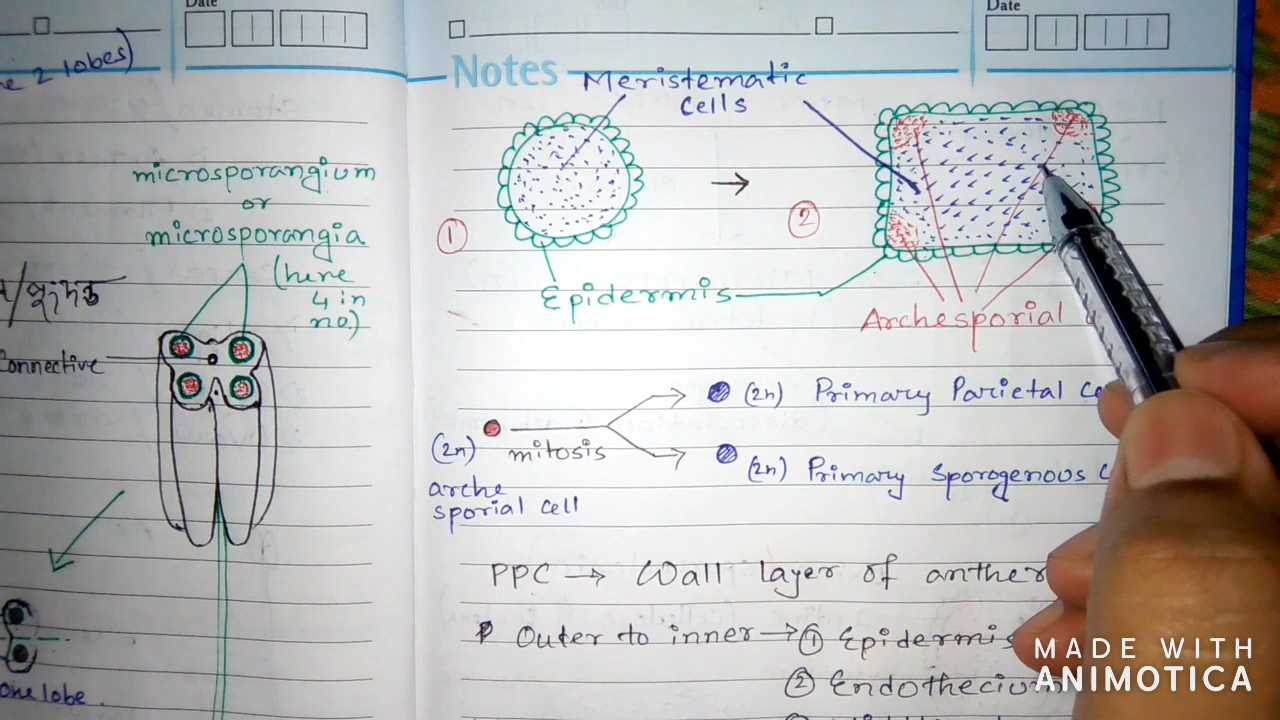 Date
Date
e 2 lobes)
Notes
Meristematic
cells
microsporangium
or
microsporangia
(here
4 in
no.)
Connective
①
②
Epidermis
Archesporial
(2n)
arche
sporial cell
mitosis
(2n) Primary Parietal Ce
(2n) Primary Sporogenous C
PPC → Wall layer of anther
Outer to inner → ① Epidermis
② Endothecium
one lobe.
MADE WITH
ANIMOTICA